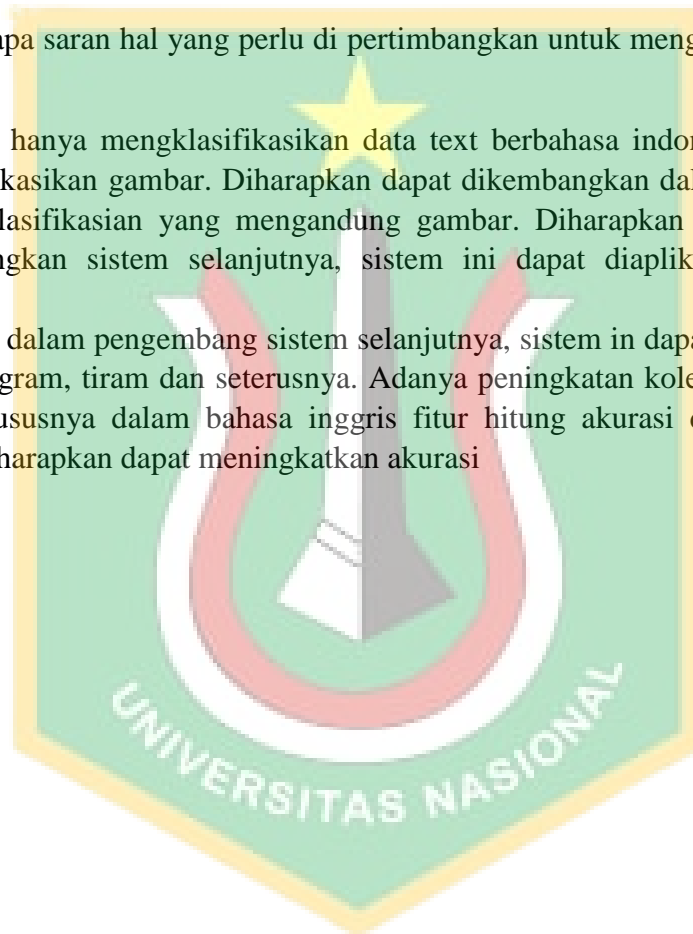 apa saran hal yang perlu di pertimbangkan untuk meng
hanya mengklasifikasikan data text berbahasa indor
kasikan gambar. Diharapkan dapat dikembangkan dal
lasifikasian yang mengandung gambar. Diharapkan
ngkan sistem selanjutnya, sistem ini dapat diaplik
dalam pengembang sistem selanjutnya, sistem in dapa
gram, tiram dan seterusnya. Adanya peningkatan kole
ususnya dalam bahasa inggris fitur hitung akurasi
harapkan dapat meningkatkan akurasi
UNIVERSITAS NASIONAL